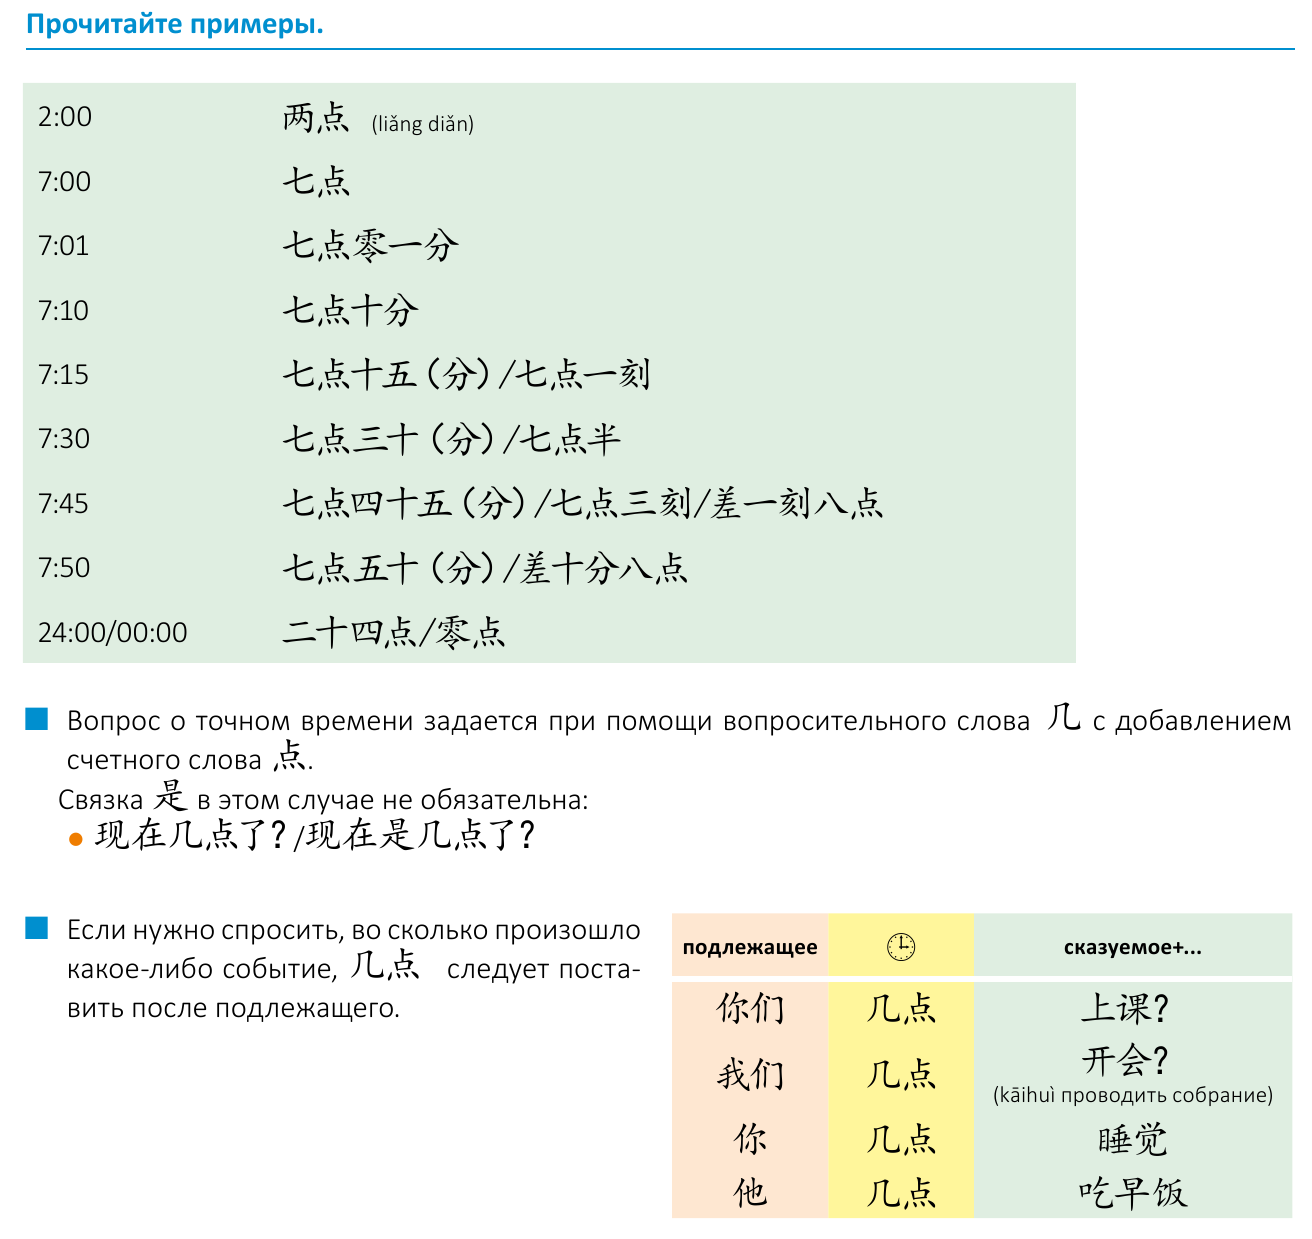 Прочитайте примеры.
2:00 两点 (liǎng diǎn)
7:00 七点
7:01 七点零一分
7:10 七点十分
7:15 七点十五(分)/七点一刻
7:30 七点三十(分)/七点半
7:45 七点四十五(分)/七点三刻/差一刻八点
7:50 七点五十(分)/差十分八点
24:00/00:00 二十四点/零点
Вопрос о точном времени задается при помощи вопросительного слова 几 с добавлением
счетного слова 点.
Связка 是 в этом случае не обязательна:
• 现在几点了?/现在是几点了?
Если нужно спросить, во сколько произошло
какое-либо событие, 几点 следует поста-
вить после подлежащего.
подлежащее сказуемое+...
你们 几点 上课?
我们 几点 开会?
(kāihuì проводить собрание)
你 几点 睡觉
他 几点 吃早饭